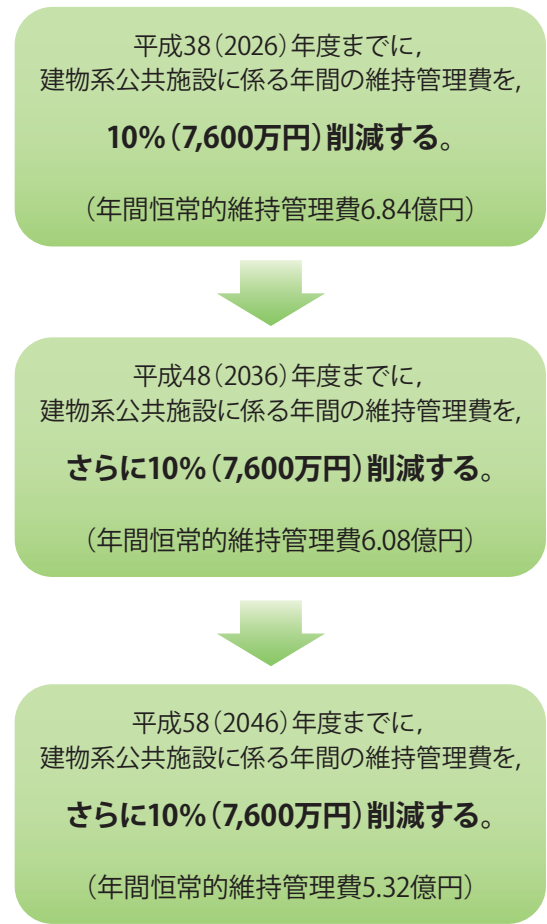 平成38（2026）年度までに，
建物系公共施設に係る年間の維持管理費を，
10％（7,600万円）削減する。
（年間恒常的維持管理費6.84億円）
平成48（2036）年度までに，
建物系公共施設に係る年間の維持管理費を，
さらに10％（7,600万円）削減する。
（年間恒常的維持管理費6.08億円）
平成58（2046）年度までに，
建物系公共施設に係る年間の維持管理費を，
さらに10％（7,600万円）削減する。
（年間恒常的維持管理費5.32億円）